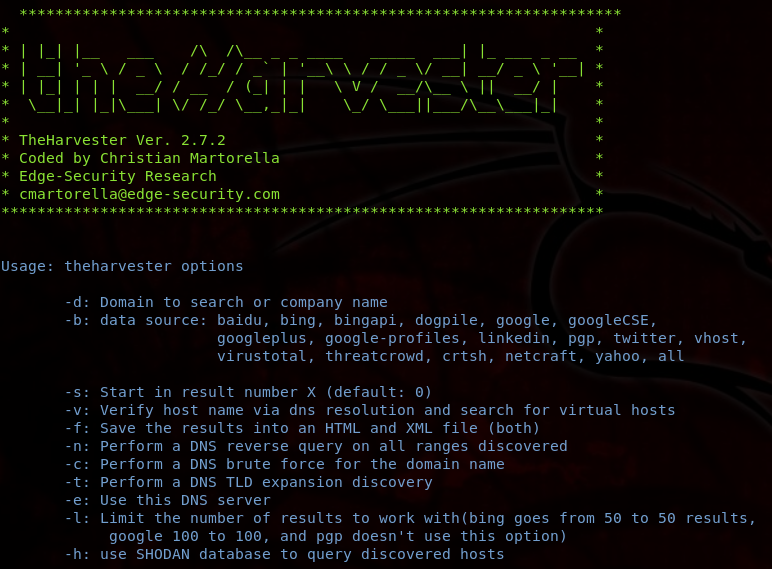 *******************************************************************
* *
* | |_| |__   ___    /\  /\__ _ _ ____   _____  ___| |_ ___ _ __  *
* | __| '_ \ / _ \  / /_/ / _` | '__\ \ / / _ \/ __| __/ _ \ '__| *
* | |_| | | |  __/ / __  / (_| | |   \ V /  __/\__ \ ||  __/ |    *
*  \__|_| |_|\___| \/ /_/ \__,_|_|    \_/ \___||___/\__\___|_|    *
* *
* TheHarvester Ver. 2.7.2 *
* Coded by Christian Martorella *
* Edge-Security Research *
* cmartorella@edge-security.com *
*******************************************************************
Usage: theharvester options
-d: Domain to search or company name
-b: data source: baidu, bing, bingapi, dogpile, google, googleCSE,
googleplus, google-profiles, linkedin, pgp, twitter, vhost,
virustotal, threatcrowd, crtsh, netcraft, yahoo, all
-s: Start in result number X (default: 0)
-v: Verify host name via dns resolution and search for virtual hosts
-f: Save the results into an HTML and XML file (both)
-n: Perform a DNS reverse query on all ranges discovered
-c: Perform a DNS brute force for the domain name
-t: Perform a DNS TLD expansion discovery
-e: Use this DNS server
-l: Limit the number of results to work with(bing goes from 50 to 50 results,
google 100 to 100, and pgp doesn't use this option)
-h: use SHODAN database to query discovered hosts